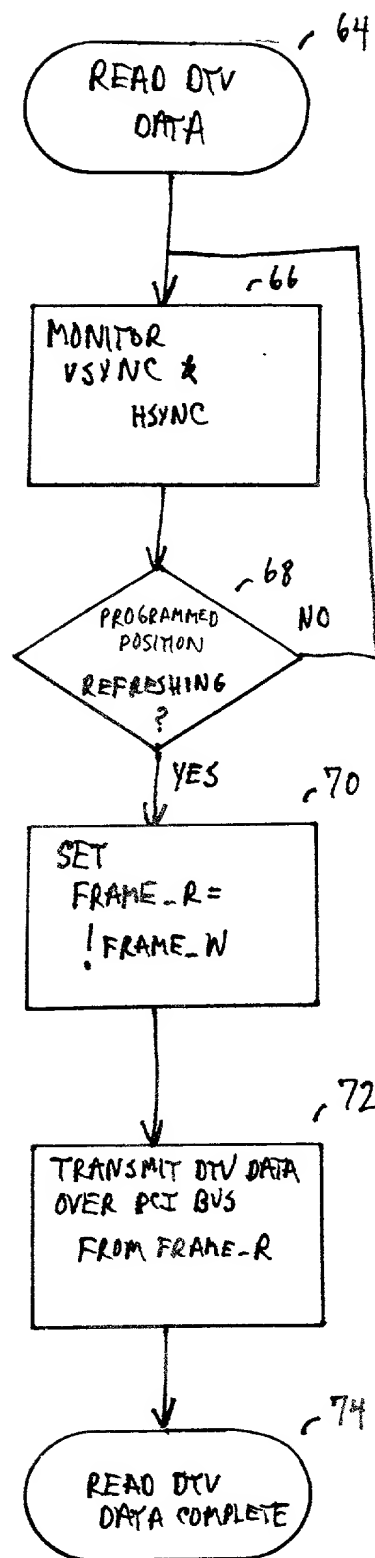 64
READ DTV
DATA
66
MONITOR
VSYNC &
HSYNC
68
PROGRAMMED
POSITION
REFRESHING
?
NO
YES
70
SET
FRAME_R =
! FRAME_W
72
TRANSMIT DTV DATA
OVER PCI BUS
FROM FRAME_R
74
READ DTV
DATA COMPLETE